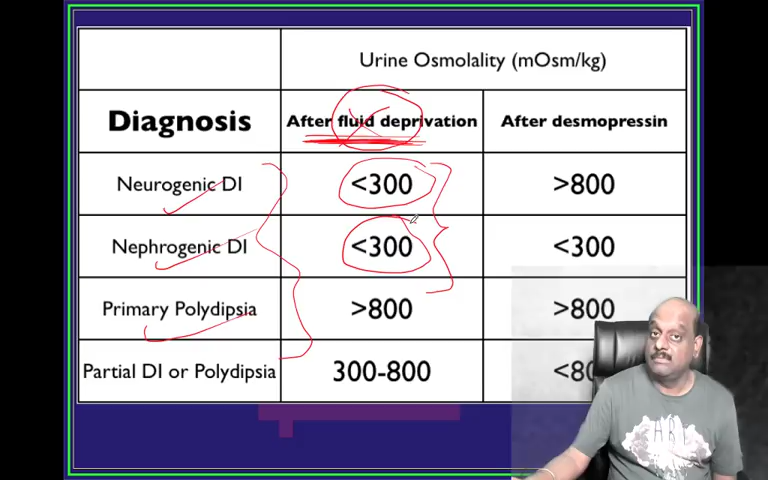 Urine Osmolality (mOsm/kg)
Diagnosis After fluid deprivation After desmopressin
Neurogenic DI <300 >800
Nephrogenic DI <300 <300
Primary Polydipsia >800 >800
Partial DI or Polydipsia 300-800